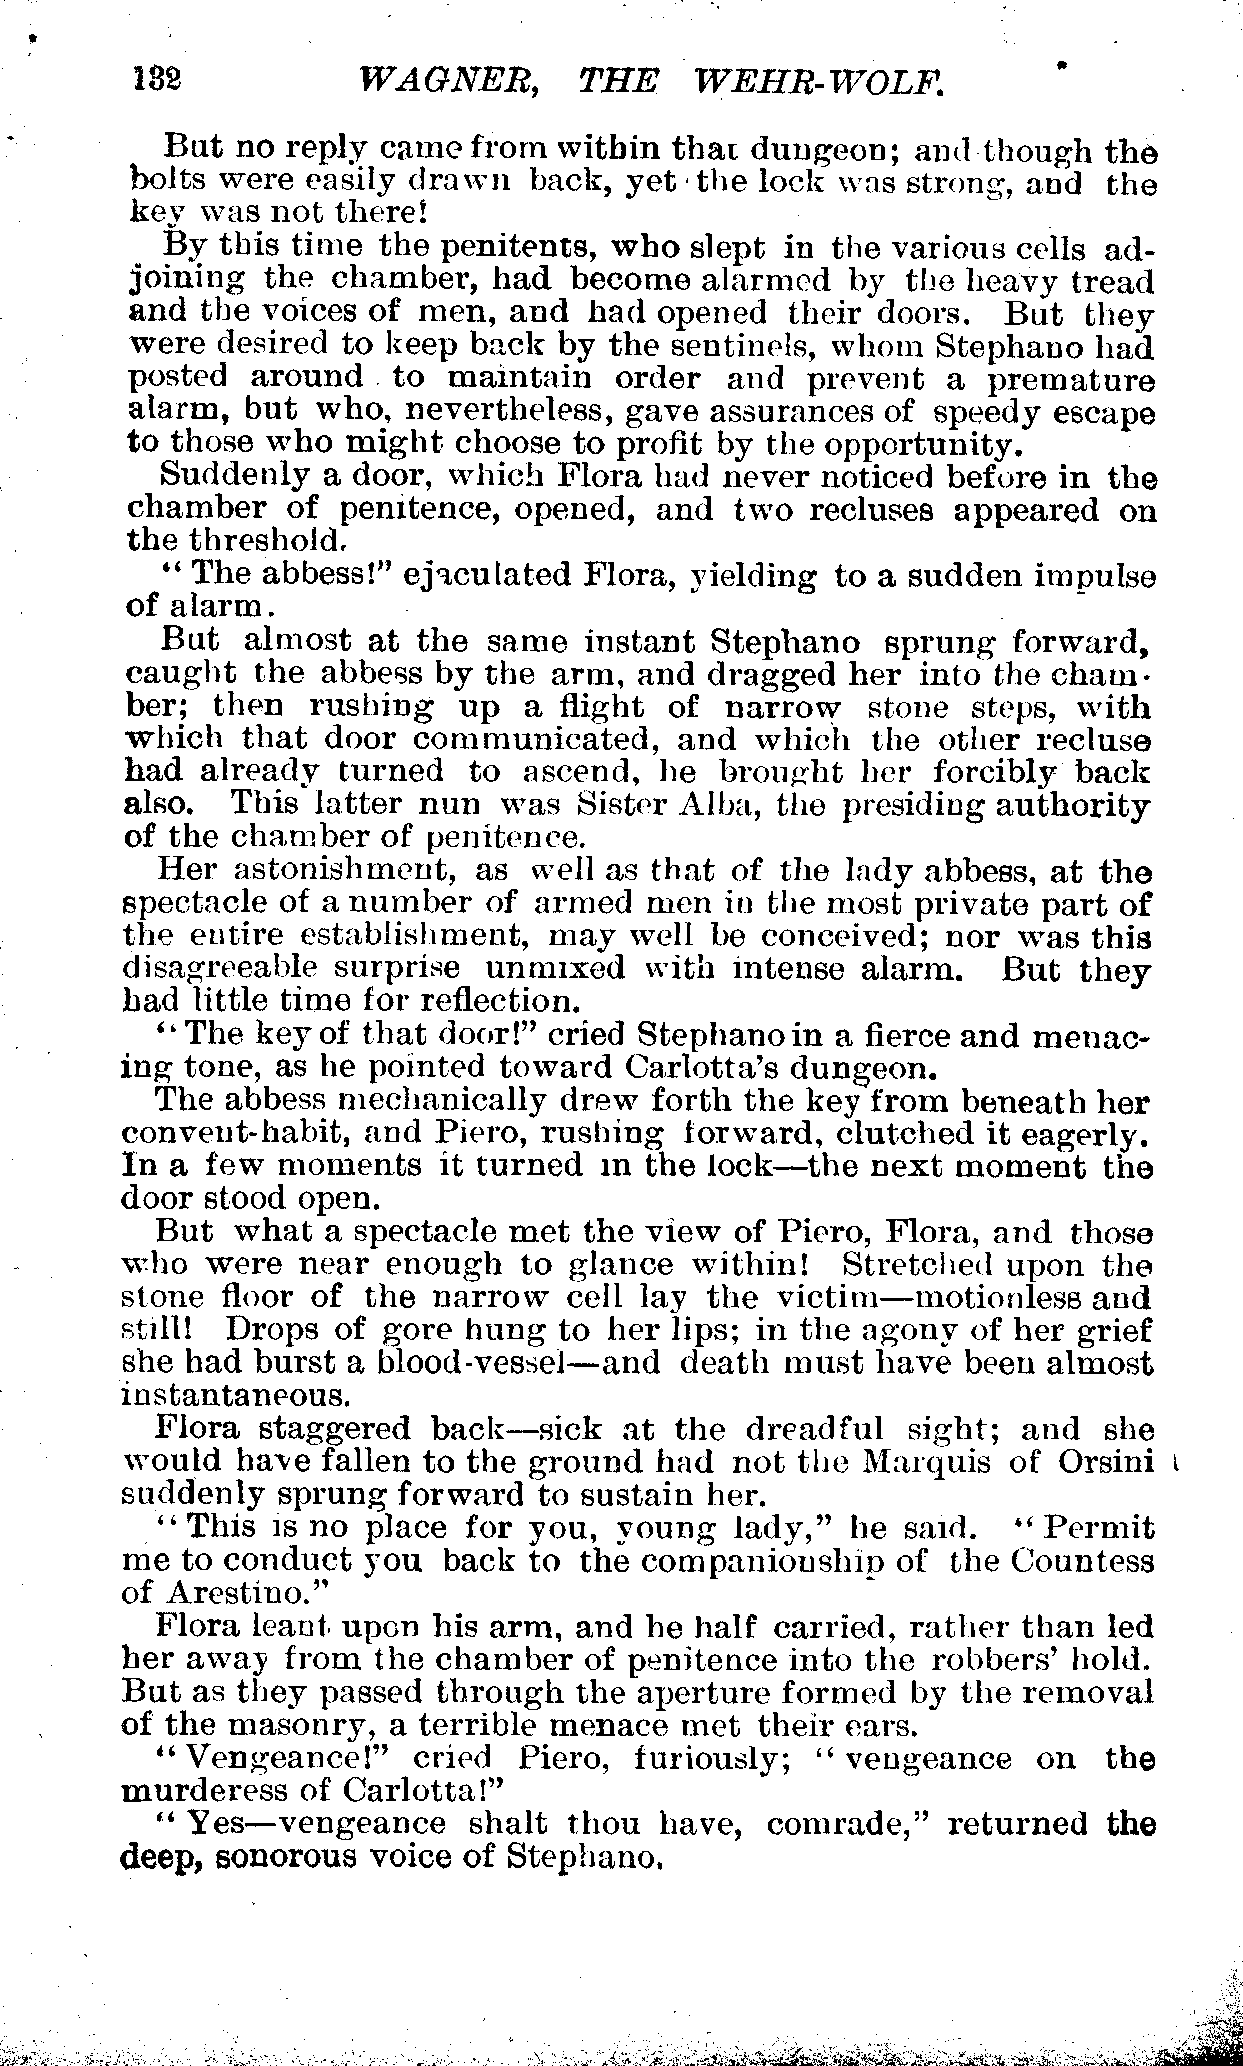 132 WAGNER, THE WEHR-WOLF.
But no reply came from within that dungeon; and though the
bolts were easily drawn back, yet the lock was strong, and the
key was not there!
By this time the penitents, who slept in the various cells ad-
joining the chamber, had become alarmed by the heavy tread
and the voices of men, and had opened their doors. But they
were desired to keep back by the sentinels, whom Stephano had
posted around to maintain order and prevent a premature
alarm, but who, nevertheless, gave assurances of speedy escape
to those who might choose to profit by the opportunity.
Suddenly a door, which Flora had never noticed before in the
chamber of penitence, opened, and two recluses appeared on
the threshold.
"The abbess!" ejaculated Flora, yielding to a sudden impulse
of alarm.
But almost at the same instant Stephano sprung forward,
caught the abbess by the arm, and dragged her into the cham-
ber; then rushing up a flight of narrow stone steps, with
which that door communicated, and which the other recluse
had already turned to ascend, he brought her forcibly back
also. This latter nun was Sister Alba, the presiding authority
of the chamber of penitence.
Her astonishment, as well as that of the lady abbess, at the
spectacle of a number of armed men in the most private part of
the entire establishment, may well be conceived; nor was this
disagreeable surprise unmixed with intense alarm. But they
had little time for reflection.
"The key of that door!" cried Stephano in a fierce and menac-
ing tone, as he pointed toward Carlotta's dungeon.
The abbess mechanically drew forth the key from beneath her
convent-habit, and Piero, rushing forward, clutched it eagerly.
In a few moments it turned in the lock—the next moment the
door stood open.
But what a spectacle met the view of Piero, Flora, and those
who were near enough to glance within! Stretched upon the
stone floor of the narrow cell lay the victim—motionless and
still! Drops of gore hung to her lips; in the agony of her grief
she had burst a blood-vessel—and death must have been almost
instantaneous.
Flora staggered back—sick at the dreadful sight; and she
would have fallen to the ground had not the Marquis of Orsini
suddenly sprung forward to sustain her.
"This is no place for you, young lady," he said. "Permit
me to conduct you back to the companionship of the Countess
of Arestino."
Flora leant upon his arm, and he half carried, rather than led
her away from the chamber of penitence into the robbers' hold.
But as they passed through the aperture formed by the removal
of the masonry, a terrible menace met their ears.
"Vengeance!" cried Piero, furiously; "vengeance on the
murderess of Carlotta!"
"Yes—vengeance shalt thou have, comrade," returned the
deep, sonorous voice of Stephano.